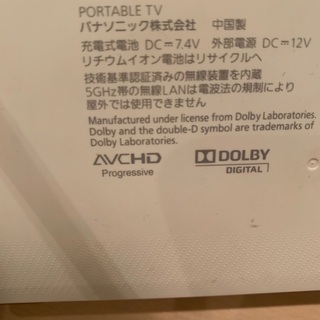 PORTABLE TV
パナソニック株式会社 中国製
充電式電池 DC=7.4V 外部電源 DC=12V
リチウムイオン電池はリサイクルへ
技術基準認証済みの無線装置を内蔵
5GHz帯の無線LANは電波法の規制により
屋外では使用できません
Manufactured under license from Dolby Laboratories.
Dolby and the double-D symbol are trademarks of
Dolby Laboratories.
AVCHD DOLBY
Progressive DIGITAL